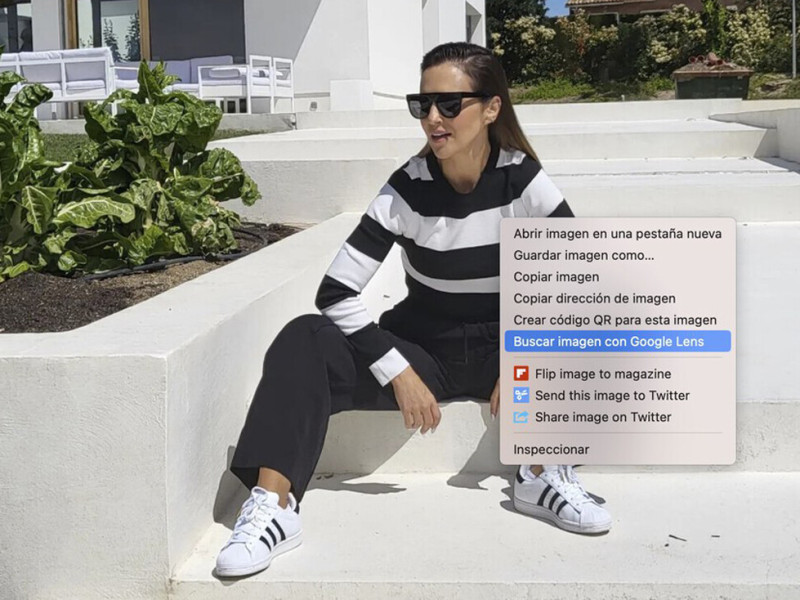 Abrir imagen en una pestaña nueva
Guardar imagen como...
Copiar imagen
Copiar dirección de imagen
Crear código QR para esta imagen
Buscar imagen con Google Lens
Flip image to magazine
Send this image to Twitter
Share image on Twitter
Inspeccionar